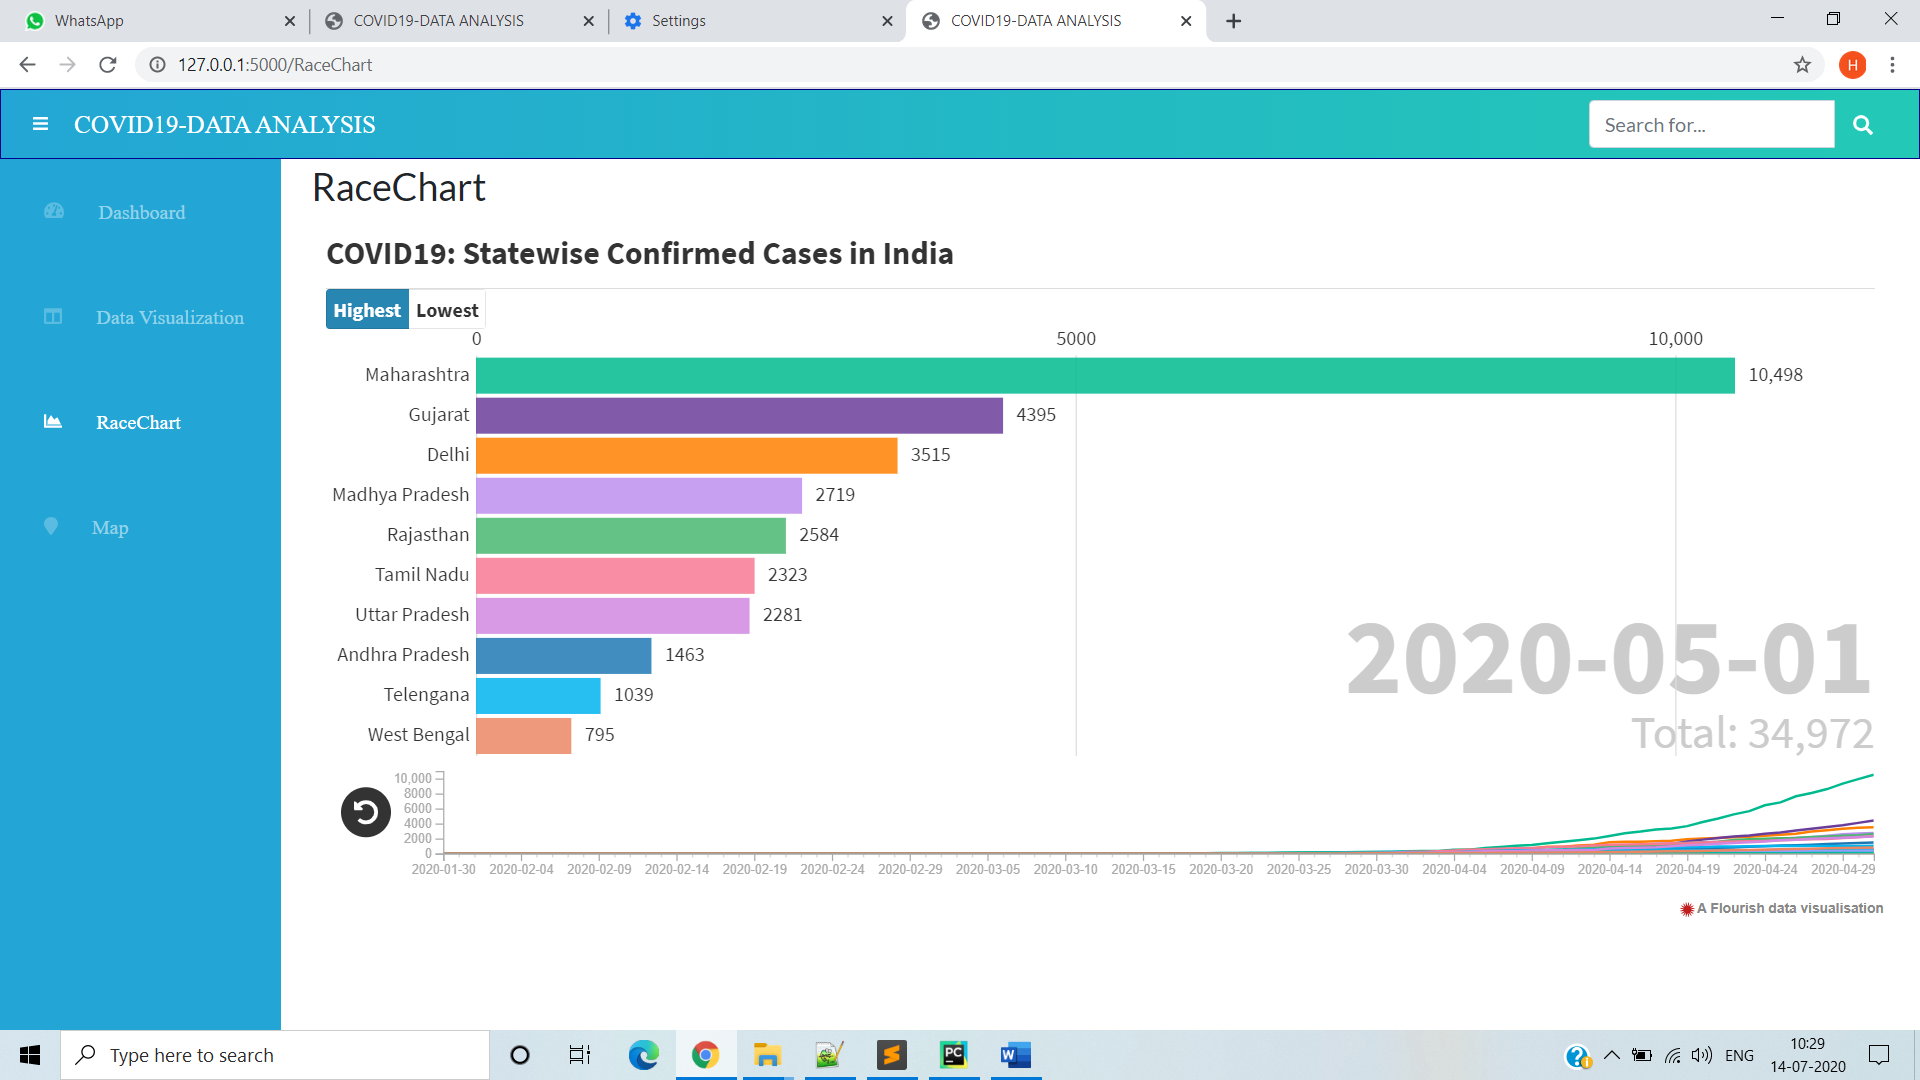 WhatsApp
COVID19-DATA ANALYSIS
Settings
COVID19-DATA ANALYSIS
127.0.0.1:5000/RaceChart
H
COVID19-DATA ANALYSIS
Search for...
Dashboard
Data Visualization
RaceChart
Map
RaceChart
COVID19: Statewise Confirmed Cases in India
Highest Lowest
0 5000 10,000
Maharashtra 10,498
Gujarat 4395
Delhi 3515
Madhya Pradesh 2719
Rajasthan 2584
Tamil Nadu 2323
Uttar Pradesh 2281
Andhra Pradesh 1463
Telengana 1039
West Bengal 795
2020-05-01
Total: 34,972
10,000
8000
6000
4000
2000
0
2020-01-30 2020-02-04 2020-02-09 2020-02-14 2020-02-19 2020-02-24 2020-02-29 2020-03-05 2020-03-10 2020-03-15 2020-03-20 2020-03-25 2020-03-30 2020-04-04 2020-04-09 2020-04-14 2020-04-19 2020-04-24 2020-04-29
A Flourish data visualisation
Type here to search
PC
W
ENG
10:29
14-07-2020